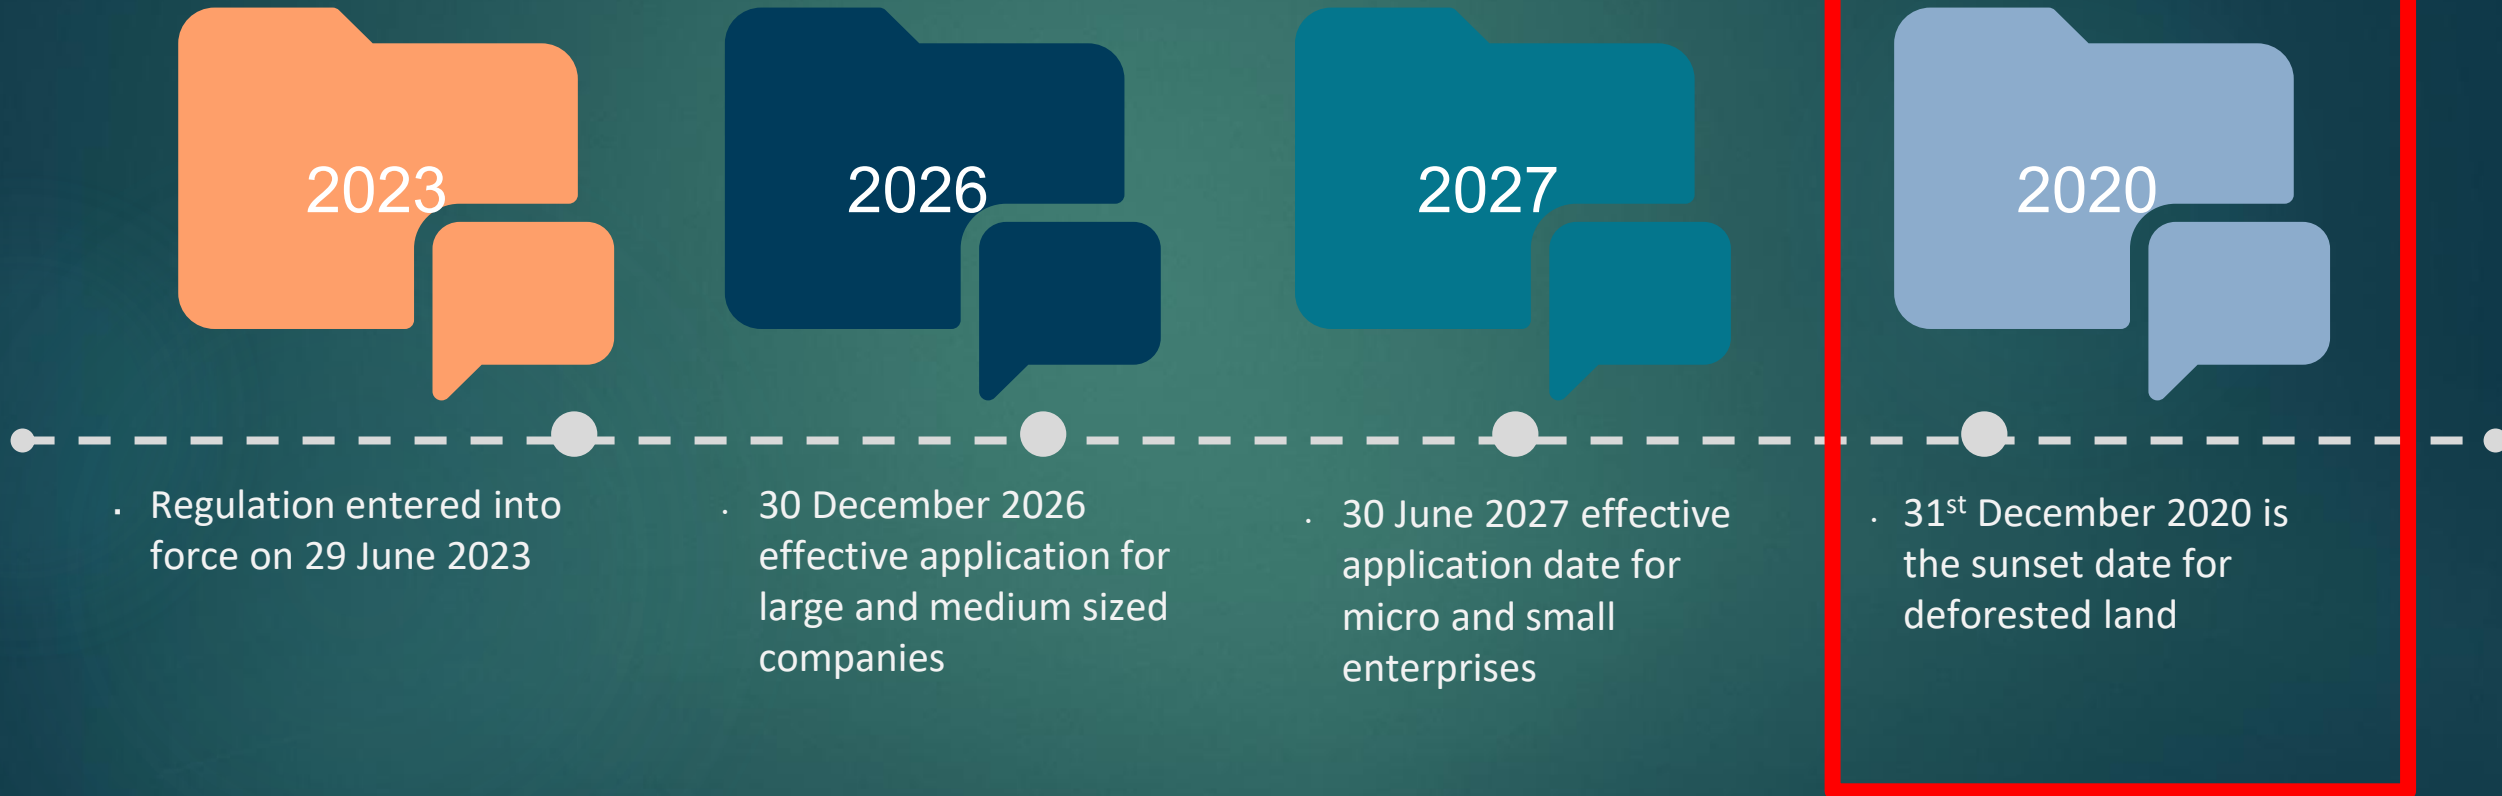 2023
2026
2027
2020
· Regulation entered into
force on 29 June 2023
· 30 December 2026
effective application for
large and medium sized
companies
· 30 June 2027 effective
application date for
micro and small
enterprises
· 31st December 2020 is
the sunset date for
deforested land